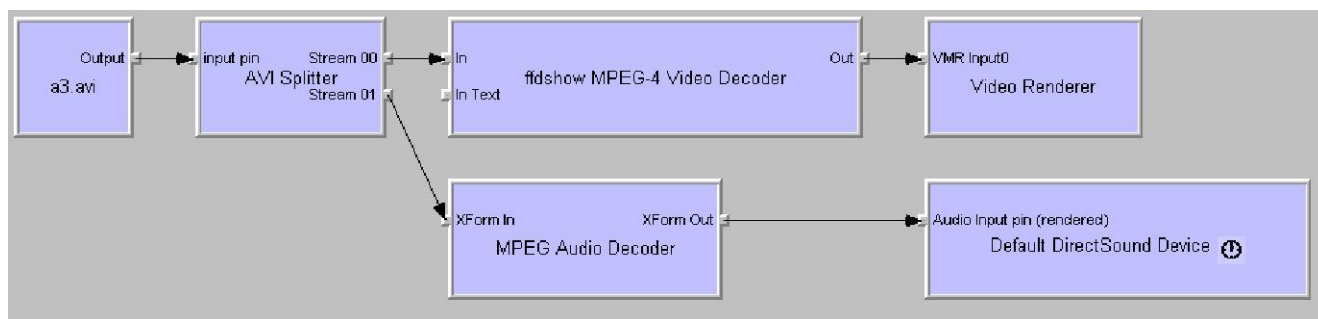 Output
a3.avi
input pin
Stream 00
AVI Splitter
Stream 01
In
Out
ffdshow MPEG-4 Video Decoder
In Text
VMR Input0
Video Renderer
XForm In
XForm Out
MPEG Audio Decoder
Audio Input pin (rendered)
Default DirectSound Device